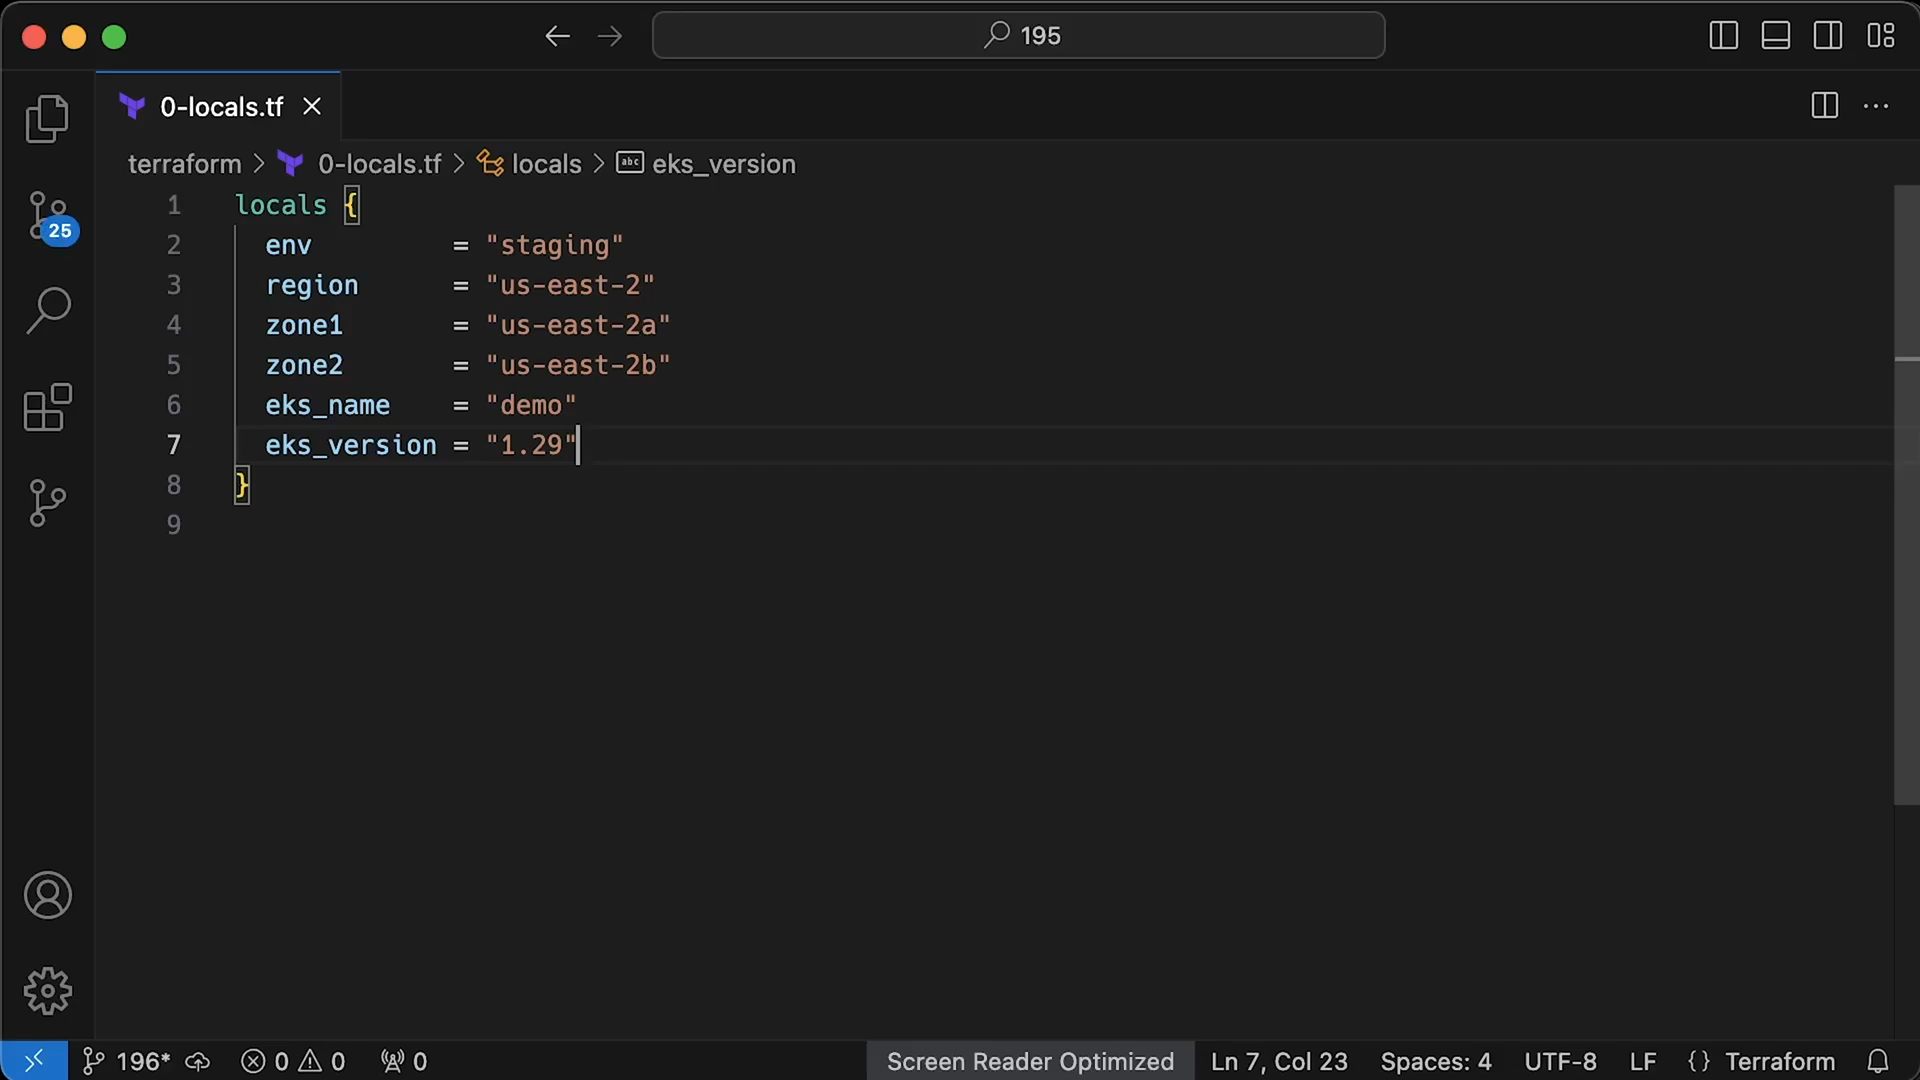 195
0-locals.tf
terraform > 0-locals.tf > locals > eks_version
1 locals {
2 env = "staging"
3 region = "us-east-2"
4 zone1 = "us-east-2a"
5 zone2 = "us-east-2b"
6 eks_name = "demo"
7 eks_version = "1.29"
8 }
9
25
196* 0 0 0 Screen Reader Optimized Ln 7, Col 23 Spaces: 4 UTF-8 LF {} Terraform